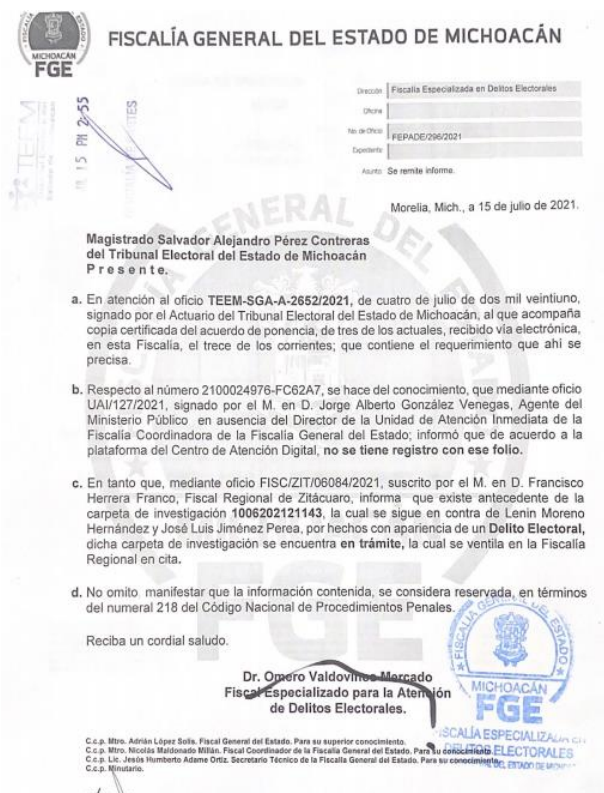 FISCALÍA GENERAL DEL ESTADO DE MICHOACÁN
MICHOACÁN
FGE
TEEM
15 PM 2:55
Dirección Fiscalía Especializada en Delitos Electorales
Oficina
No. de Oficio FEPADE/296/2021
Expediente
Asunto Se remite informe.
Morelia, Mich., a 15 de julio de 2021.
Magistrado Salvador Alejandro Pérez Contreras
del Tribunal Electoral del Estado de Michoacán
P r e s e n t e.
a. En atención al oficio TEEM-SGA-A-2652/2021, de cuatro de julio de dos mil veintiuno,
signado por el Actuario del Tribunal Electoral del Estado de Michoacán, al que acompaña
copia certificada del acuerdo de ponencia, de tres de los actuales, recibido vía electrónica,
en esta Fiscalía, el trece de los corrientes; que contiene el requerimiento que ahí se
precisa.
b. Respecto al número 2100024976-FC62A7, se hace del conocimiento, que mediante oficio
UAI/127/2021, signado por el M. en D. Jorge Alberto González Venegas, Agente del
Ministerio Público en ausencia del Director de la Unidad de Atención Inmediata de la
Fiscalía Coordinadora de la Fiscalía General del Estado; informó que de acuerdo a la
plataforma del Centro de Atención Digital, no se tiene registro con ese folio.
c. En tanto que, mediante oficio FISC/ZIT/06084/2021, suscrito por el M. en D. Francisco
Herrera Franco, Fiscal Regional de Zitácuaro, informa que existe antecedente de la
carpeta de investigación 1006202121143, la cual se sigue en contra de Lenin Moreno
Hernández y José Luis Jiménez Perea, por hechos con apariencia de un Delito Electoral,
dicha carpeta de investigación se encuentra en trámite, la cual se ventila en la Fiscalía
Regional en cita.
d. No omito manifestar que la información contenida, se considera reservada, en términos
del numeral 218 del Código Nacional de Procedimientos Penales.
Reciba un cordial saludo.
Dr. Omero Valdovinos Mercado
Fiscal Especializado para la Atención
de Delitos Electorales.
FISCALÍA GENERAL DEL ESTADO
MICHOACÁN
FGE
FISCALÍA ESPECIALIZADA EN
DELITOS ELECTORALES
C.c.p. Mtro. Adrián López Solis. Fiscal General del Estado. Para su superior conocimiento.
C.c.p. Mtro. Nicolás Maldonado Millán. Fiscal Coordinador de la Fiscalía General del Estado. Para su conocimiento.
C.c.p. Lic. Jesús Humberto Adame Ortiz. Secretario Técnico de la Fiscalía General del Estado. Para su conocimiento.
C.c.p. Minutario.